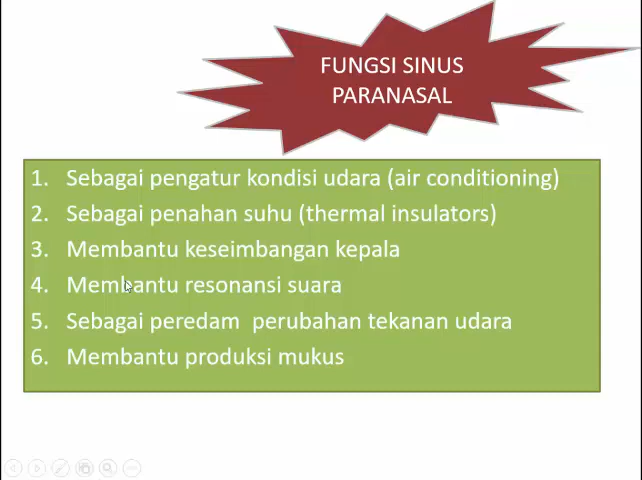 FUNGSI SINUS
PARANASAL
1. Sebagai pengatur kondisi udara (air conditioning)
2. Sebagai penahan suhu (thermal insulators)
3. Membantu keseimbangan kepala
4. Membantu resonansi suara
5. Sebagai peredam perubahan tekanan udara
6. Membantu produksi mukus